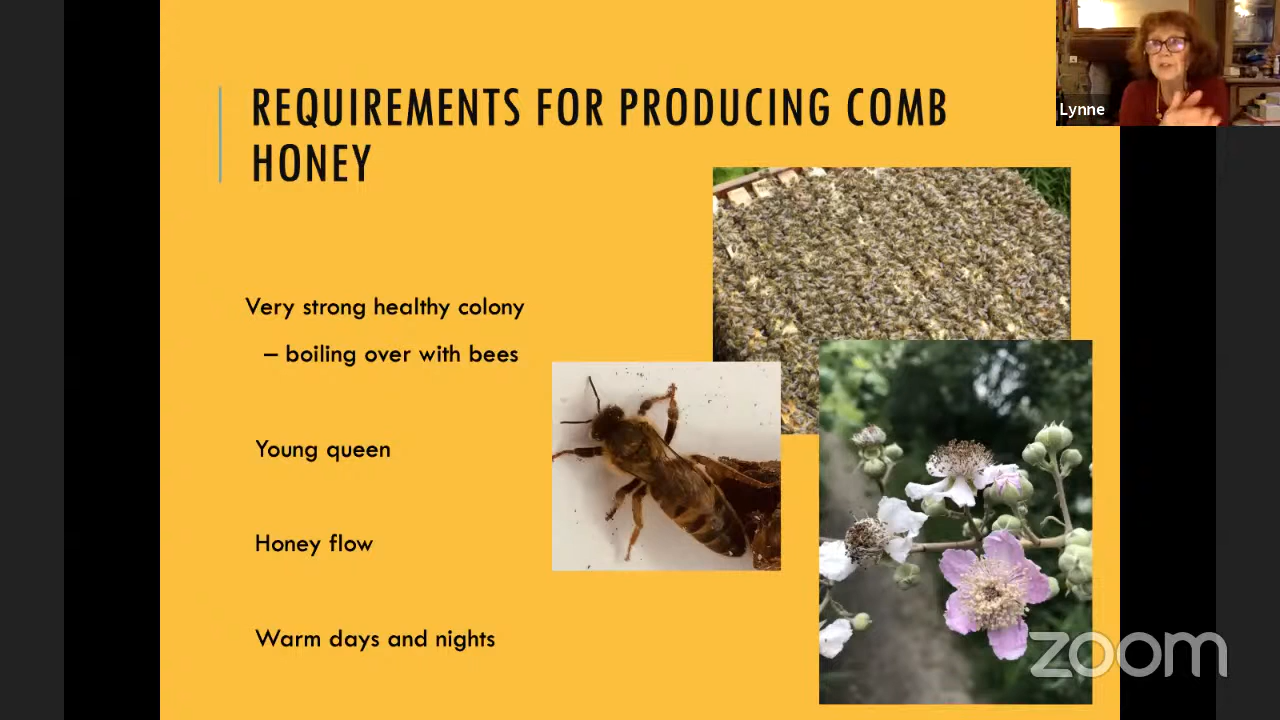 REQUIREMENTS FOR PRODUCING COMB
HONEY
Lynne
Very strong healthy colony
– boiling over with bees
Young queen
Honey flow
Warm days and nights
zoom